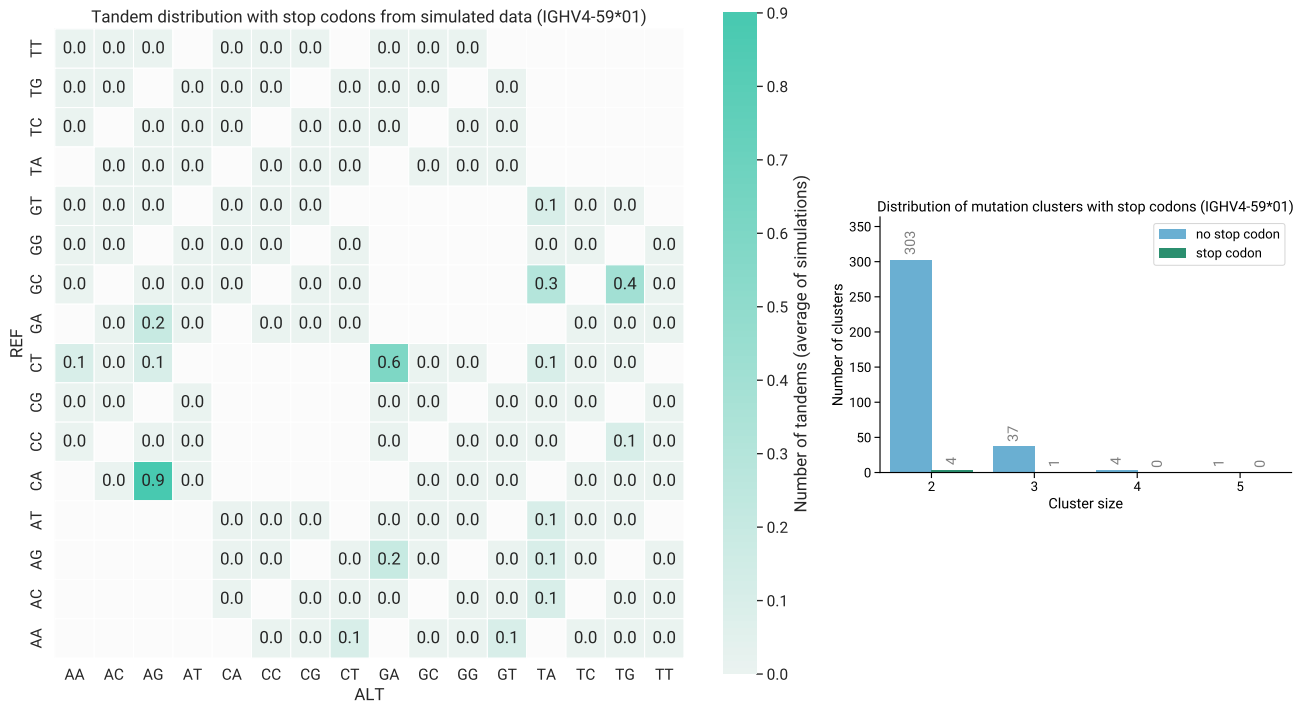 Tandem distribution with stop codons from simulated data (IGHV4-59*01)
REF
TT 0.0 0.0 0.0 0.0 0.0 0.0 0.0 0.0 0.0
TG 0.0 0.0 0.0 0.0 0.0 0.0 0.0 0.0 0.0
TC 0.0 0.0 0.0 0.0 0.0 0.0 0.0 0.0 0.0
TA 0.0 0.0 0.0 0.0 0.0 0.0 0.0 0.0 0.0
GT 0.0 0.0 0.0 0.0 0.0 0.0 0.1 0.0 0.0
GG 0.0 0.0 0.0 0.0 0.0 0.0 0.0 0.0 0.0
GC 0.0 0.0 0.0 0.0 0.0 0.0 0.3 0.4 0.0
GA 0.0 0.2 0.0 0.0 0.0 0.0 0.0 0.0 0.0
CT 0.1 0.0 0.1 0.6 0.0 0.0 0.1 0.0 0.0
CG 0.0 0.0 0.0 0.0 0.0 0.0 0.0 0.0 0.0
CC 0.0 0.0 0.0 0.0 0.0 0.0 0.0 0.1 0.0
CA 0.0 0.9 0.0 0.0 0.0 0.0 0.0 0.0 0.0
AT 0.0 0.0 0.0 0.0 0.0 0.0 0.1 0.0 0.0
AG 0.0 0.0 0.0 0.2 0.0 0.0 0.1 0.0 0.0
AC 0.0 0.0 0.0 0.0 0.0 0.0 0.1 0.0 0.0
AA 0.0 0.0 0.1 0.0 0.0 0.1 0.0 0.0 0.0
AA AC AG AT CA CC CG CT GA GC GG GT TA TC TG TT
ALT
0.9
0.8
0.7
0.6
0.5
0.4
0.3
0.2
0.1
0.0
Number of tandems (average of simulations)
Distribution of mutation clusters with stop codons (IGHV4-59*01)
no stop codon
stop codon
Number of clusters
350
300
250
200
150
100
50
0
303 4 37 1 4 0 1 0
2 3 4 5
Cluster size